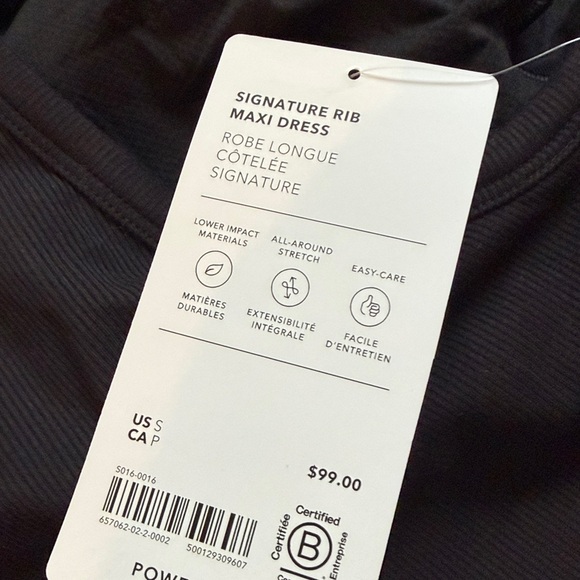 SIGNATURE RIB
MAXI DRESS
ROBE LONGUE
CÔTELÉE
SIGNATURE
LOWER IMPACT
MATERIALS
MATIÈRES
DURABLES
ALL-AROUND
STRETCH
EXTENSIBILITÉ
INTÉGRALE
EASY-CARE
FACILE
D'ENTRETIEN
US S
CA P
$99.00
S016-0016
657062-02-2-0002 500129309607
Certified
Certifiée
B
Entreprise